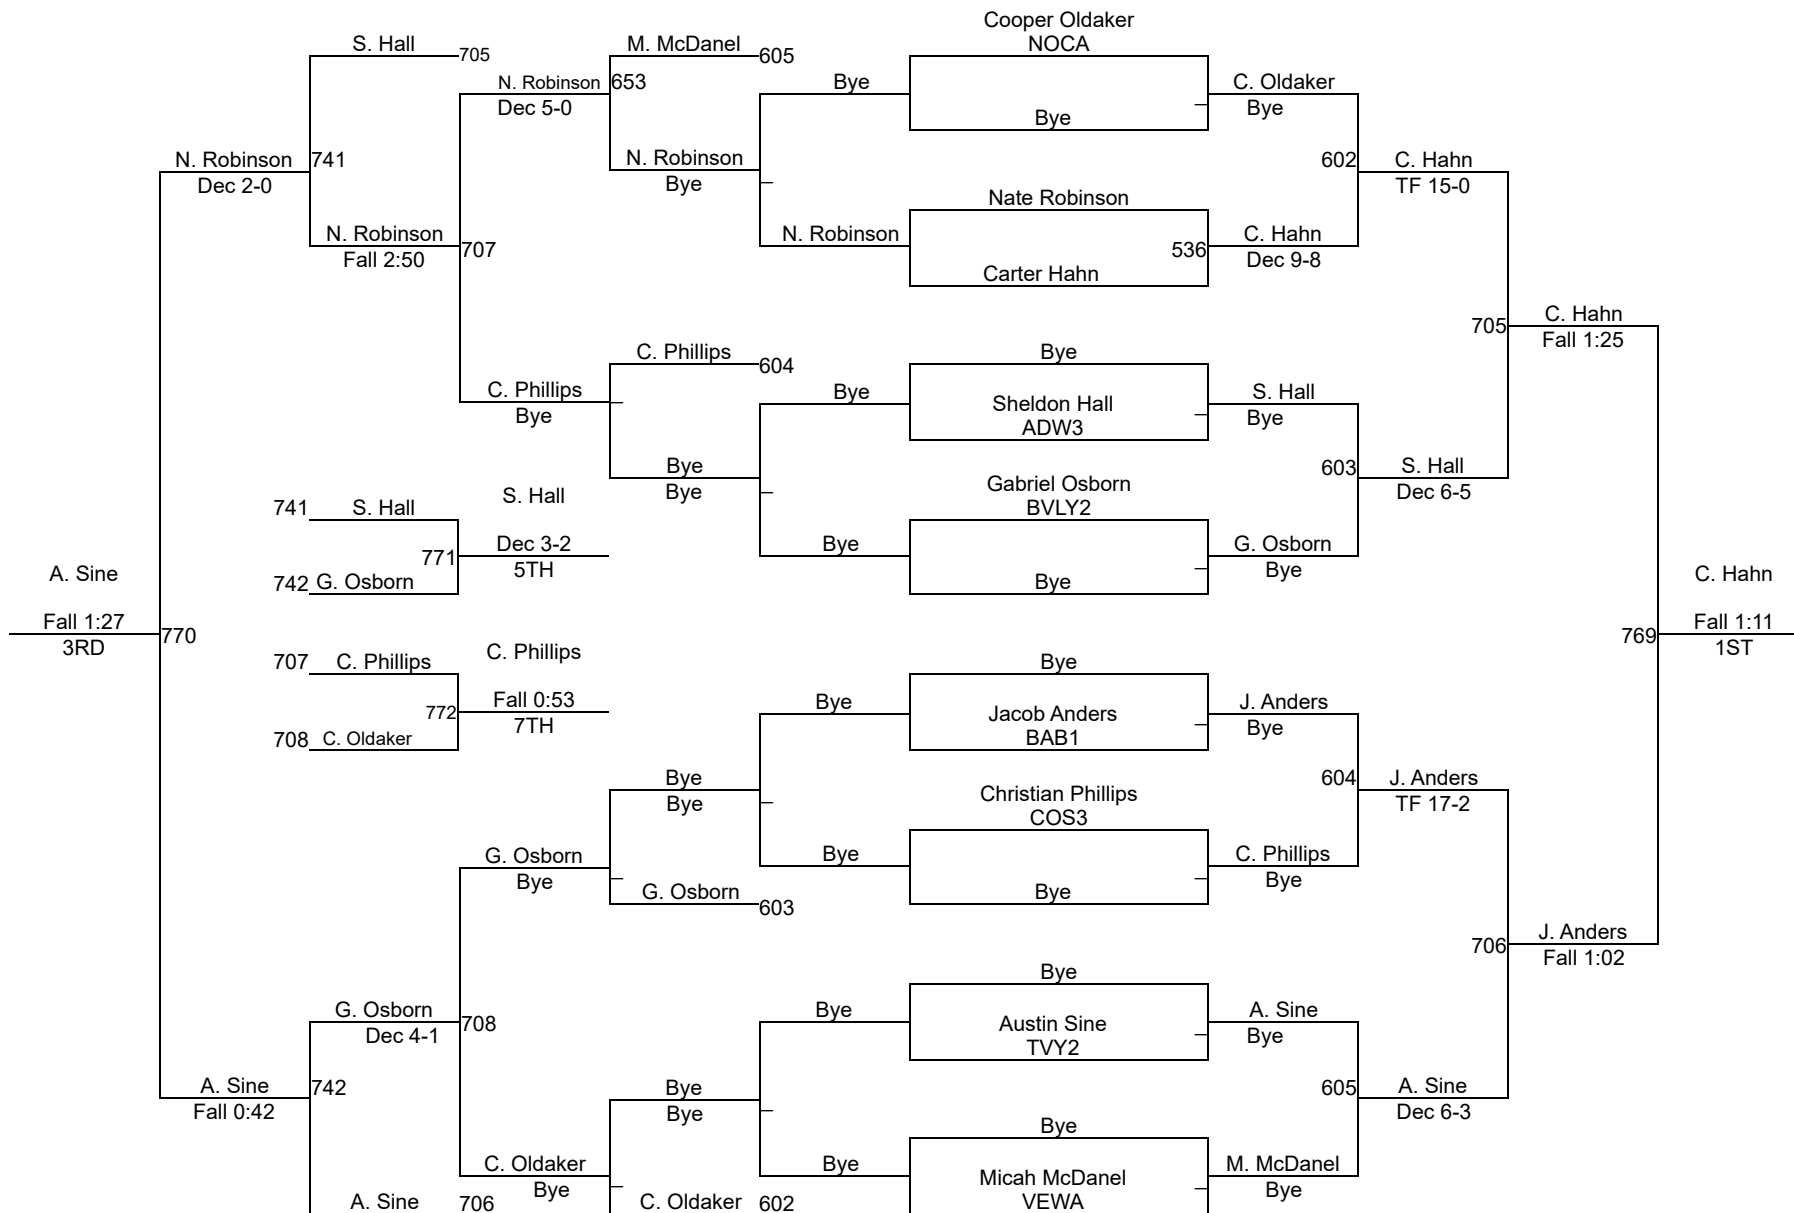 Cooper Oldaker
S. Hall
M. McDanel
NOCA
705
605
N. Robinson
653
Bye
C. Oldaker
Dec 5-0
Bye
Bye
N. Robinson
741
N. Robinson
602
C. Hahn
Dec 2-0
Bye
TF 15-0
Nate Robinson
N. Robinson
707
N. Robinson
536
C. Hahn
Fall 2:50
Dec 9-8
Carter Hahn
705
C. Hahn
Fall 1:25
C. Phillips
604
Bye
C. Phillips
Bye
Sheldon Hall
S. Hall
Bye
ADW3
Bye
Bye
603
S. Hall
Bye
Gabriel Osborn
Dec 6-5
741
S. Hall
S. Hall
BVLY2
771
Dec 3-2
Bye
G. Osborn
5TH
Bye
742
G. Osborn
Bye
A. Sine
C. Hahn
Fall 1:27
770
769
Fall 1:11
3RD
1ST
707
C. Phillips
C. Phillips
Bye
772
Fall 0:53
Bye
Jacob Anders
J. Anders
7TH
BAB1
Bye
708
C. Oldaker
Bye
604
J. Anders
Bye
Christian Phillips
TF 17-2
COS3
G. Osborn
Bye
C. Phillips
Bye
Bye
Bye
G. Osborn
603
706
J. Anders
Fall 1:02
Bye
G. Osborn
708
Bye
Austin Sine
A. Sine
Dec 4-1
TVY2
Bye
A. Sine
742
Bye
605
A. Sine
Fall 0:42
Bye
Dec 6-3
Bye
C. Oldaker
Bye
Micah McDanel
M. McDanel
Bye
Bye
A. Sine
706
C. Oldaker
602
VEWA